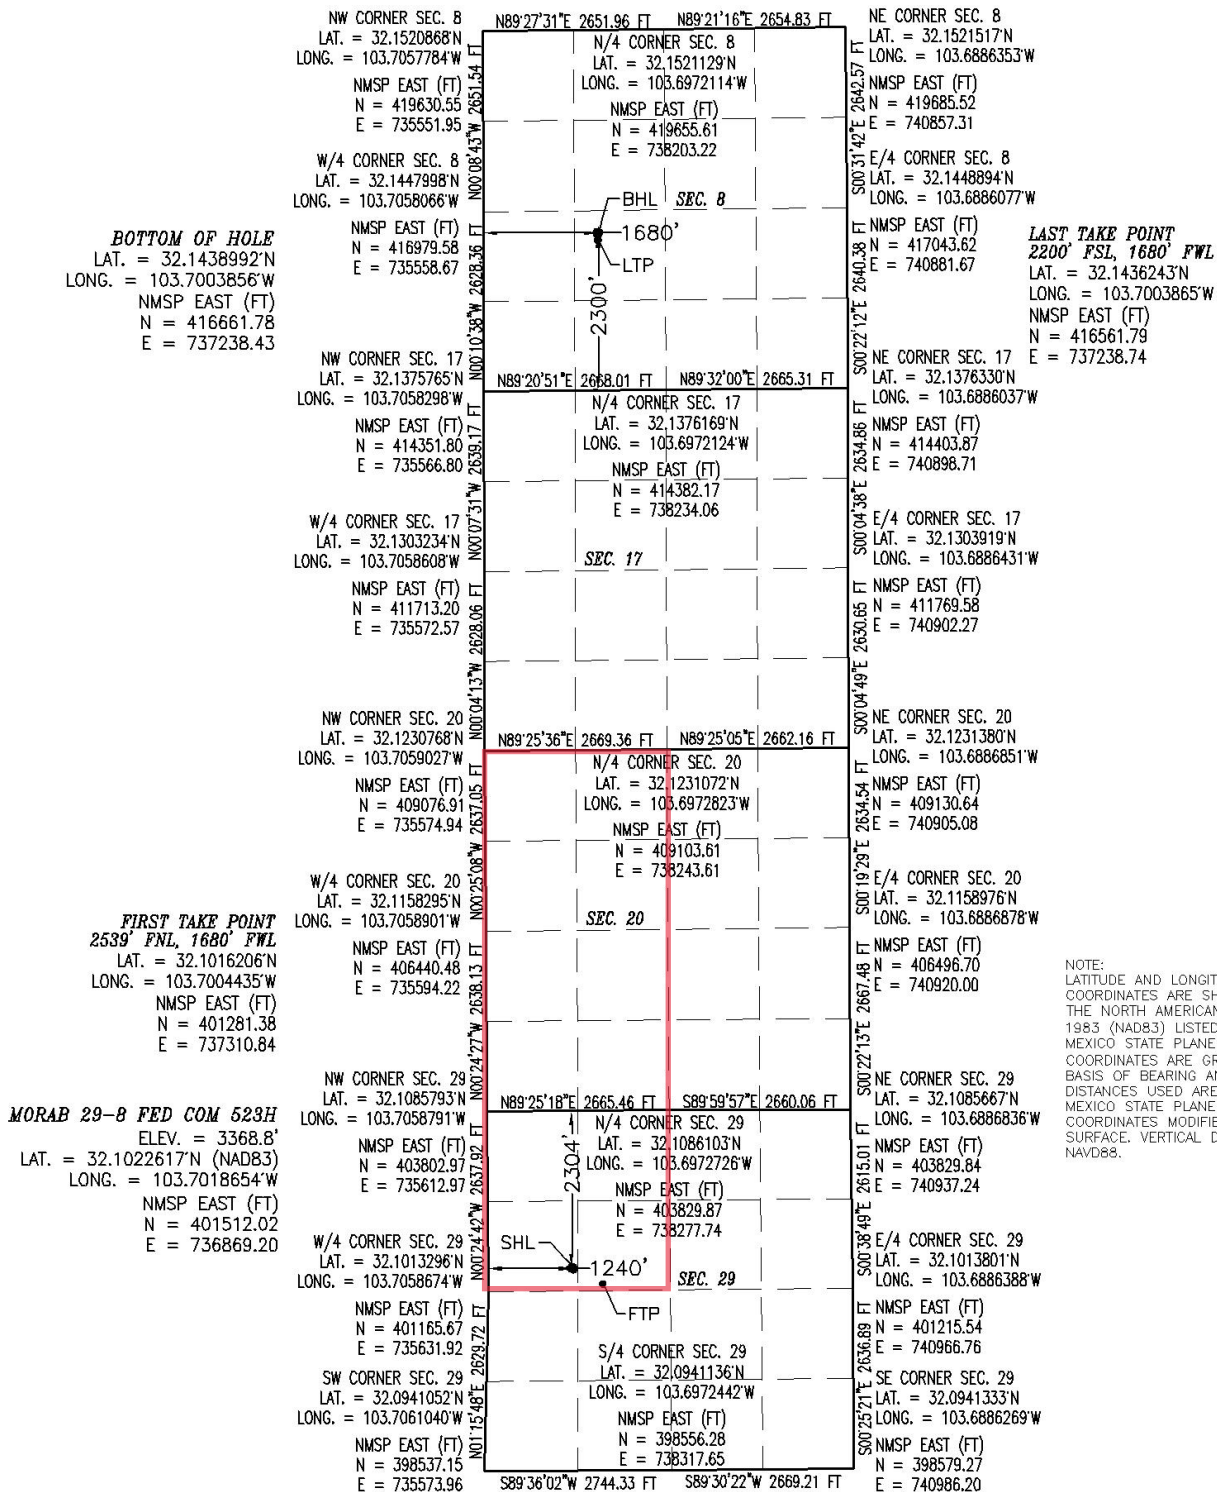 NW CORNER SEC. 8
LAT. = 32.1520868°N
LONG. = 103.7057784°W
NMSP EAST (FT)
N = 419630.55
E = 735551.95
N89°27'31"E 2651.96 FT
N89°21'16"E 2654.83 FT
N/4 CORNER SEC. 8
LAT. = 32.1521129°N
LONG. = 103.6972114°W
NMSP EAST (FT)
N = 419655.61
E = 738203.22
NE CORNER SEC. 8
LAT. = 32.1521517°N
LONG. = 103.6886353°W
NMSP EAST (FT)
N = 419685.52
E = 740857.31
N00°08'43"W 2651.54 FT
S00°31'42"E 2642.57 FT
W/4 CORNER SEC. 8
LAT. = 32.1447998°N
LONG. = 103.7058066°W
NMSP EAST (FT)
N = 416979.58
E = 735558.67
E/4 CORNER SEC. 8
LAT. = 32.1448894°N
LONG. = 103.6886077°W
NMSP EAST (FT)
N = 417043.62
E = 740881.67
BHL
SEC. 8
1680'
LTP
2300'
BOTTOM OF HOLE
LAT. = 32.1438992°N
LONG. = 103.7003856°W
NMSP EAST (FT)
N = 416661.78
E = 737238.43
LAST TAKE POINT
2200' FSL, 1680' FWL
LAT. = 32.1436243°N
LONG. = 103.7003865°W
NMSP EAST (FT)
N = 416561.79
E = 737238.74
N00°10'38"W 2628.36 FT
S00°22'12"E 2640.38 FT
NW CORNER SEC. 17
LAT. = 32.1375765°N
LONG. = 103.7058298°W
NMSP EAST (FT)
N = 414351.80
E = 735566.80
N89°20'51"E 2668.01 FT
N89°32'00"E 2665.31 FT
N/4 CORNER SEC. 17
LAT. = 32.1376169°N
LONG. = 103.6972124°W
NMSP EAST (FT)
N = 414382.17
E = 738234.06
NE CORNER SEC. 17
LAT. = 32.1376330°N
LONG. = 103.6886037°W
NMSP EAST (FT)
N = 414403.87
E = 740898.71
N00°07'31"W 2639.17 FT
S00°04'38"E 2634.86 FT
W/4 CORNER SEC. 17
LAT. = 32.1303234°N
LONG. = 103.7058608°W
NMSP EAST (FT)
N = 411713.20
E = 735572.57
SEC. 17
E/4 CORNER SEC. 17
LAT. = 32.1303919°N
LONG. = 103.6886431°W
NMSP EAST (FT)
N = 411769.58
E = 740902.27
N00°04'13"W 2628.06 FT
S00°04'49"E 2630.65 FT
NW CORNER SEC. 20
LAT. = 32.1230768°N
LONG. = 103.7059027°W
NMSP EAST (FT)
N = 409076.91
E = 735574.94
N89°25'36"E 2669.36 FT
N89°25'05"E 2662.16 FT
N/4 CORNER SEC. 20
LAT. = 32.1231072°N
LONG. = 103.6972823°W
NMSP EAST (FT)
N = 409103.61
E = 738243.61
NE CORNER SEC. 20
LAT. = 32.1231380°N
LONG. = 103.6886851°W
NMSP EAST (FT)
N = 409130.64
E = 740905.08
N00°25'08"W 2637.05 FT
S00°19'29"E 2634.54 FT
W/4 CORNER SEC. 20
LAT. = 32.1158295°N
LONG. = 103.7058901°W
NMSP EAST (FT)
N = 406440.48
E = 735594.22
SEC. 20
E/4 CORNER SEC. 20
LAT. = 32.1158976°N
LONG. = 103.6886878°W
NMSP EAST (FT)
N = 406496.70
E = 740920.00
FIRST TAKE POINT
2539' FNL, 1680' FWL
LAT. = 32.1016206°N
LONG. = 103.7004435°W
NMSP EAST (FT)
N = 401281.38
E = 737310.84
N00°24'27"W 2638.13 FT
S00°22'13"E 2667.48 FT
NOTE:
LATITUDE AND LONGIT
COORDINATES ARE SH
THE NORTH AMERICAN
1983 (NAD83) LISTED
MEXICO STATE PLANE
COORDINATES ARE GR
BASIS OF BEARING AN
DISTANCES USED ARE
MEXICO STATE PLANE
COORDINATES MODIFIE
SURFACE. VERTICAL D
NAVD88.
NW CORNER SEC. 29
LAT. = 32.1085793°N
LONG. = 103.7058791°W
NMSP EAST (FT)
N = 403802.97
E = 735612.97
N89°25'18"E 2665.46 FT
S89°59'57"E 2660.06 FT
N/4 CORNER SEC. 29
LAT. = 32.1086103°N
LONG. = 103.6972726°W
NMSP EAST (FT)
N = 403829.87
E = 738277.74
NE CORNER SEC. 29
LAT. = 32.1085667°N
LONG. = 103.6886836°W
NMSP EAST (FT)
N = 403829.84
E = 740937.24
MORAB 29-8 FED COM 523H
ELEV. = 3368.8'
LAT. = 32.1022617°N (NAD83)
LONG. = 103.7018654°W
NMSP EAST (FT)
N = 401512.02
E = 736869.20
N00°24'42"W 2637.92 FT
2304'
S00°38'49"E 2615.01 FT
W/4 CORNER SEC. 29
LAT. = 32.1013296°N
LONG. = 103.7058674°W
NMSP EAST (FT)
N = 401165.67
E = 735631.92
SHL
1240'
SEC. 29
FTP
E/4 CORNER SEC. 29
LAT. = 32.1013801°N
LONG. = 103.6886388°W
NMSP EAST (FT)
N = 401215.54
E = 740966.76
N01°15'48"E 2629.72 FT
S00°25'21"E 2636.89 FT
SW CORNER SEC. 29
LAT. = 32.0941052°N
LONG. = 103.7061040°W
NMSP EAST (FT)
N = 398537.15
E = 735573.96
S/4 CORNER SEC. 29
LAT. = 32.0941136°N
LONG. = 103.6972442°W
NMSP EAST (FT)
N = 398556.28
E = 738317.65
SE CORNER SEC. 29
LAT. = 32.0941333°N
LONG. = 103.6886269°W
NMSP EAST (FT)
N = 398579.27
E = 740986.20
S89°36'02"W 2744.33 FT
S89°30'22"W 2669.21 FT